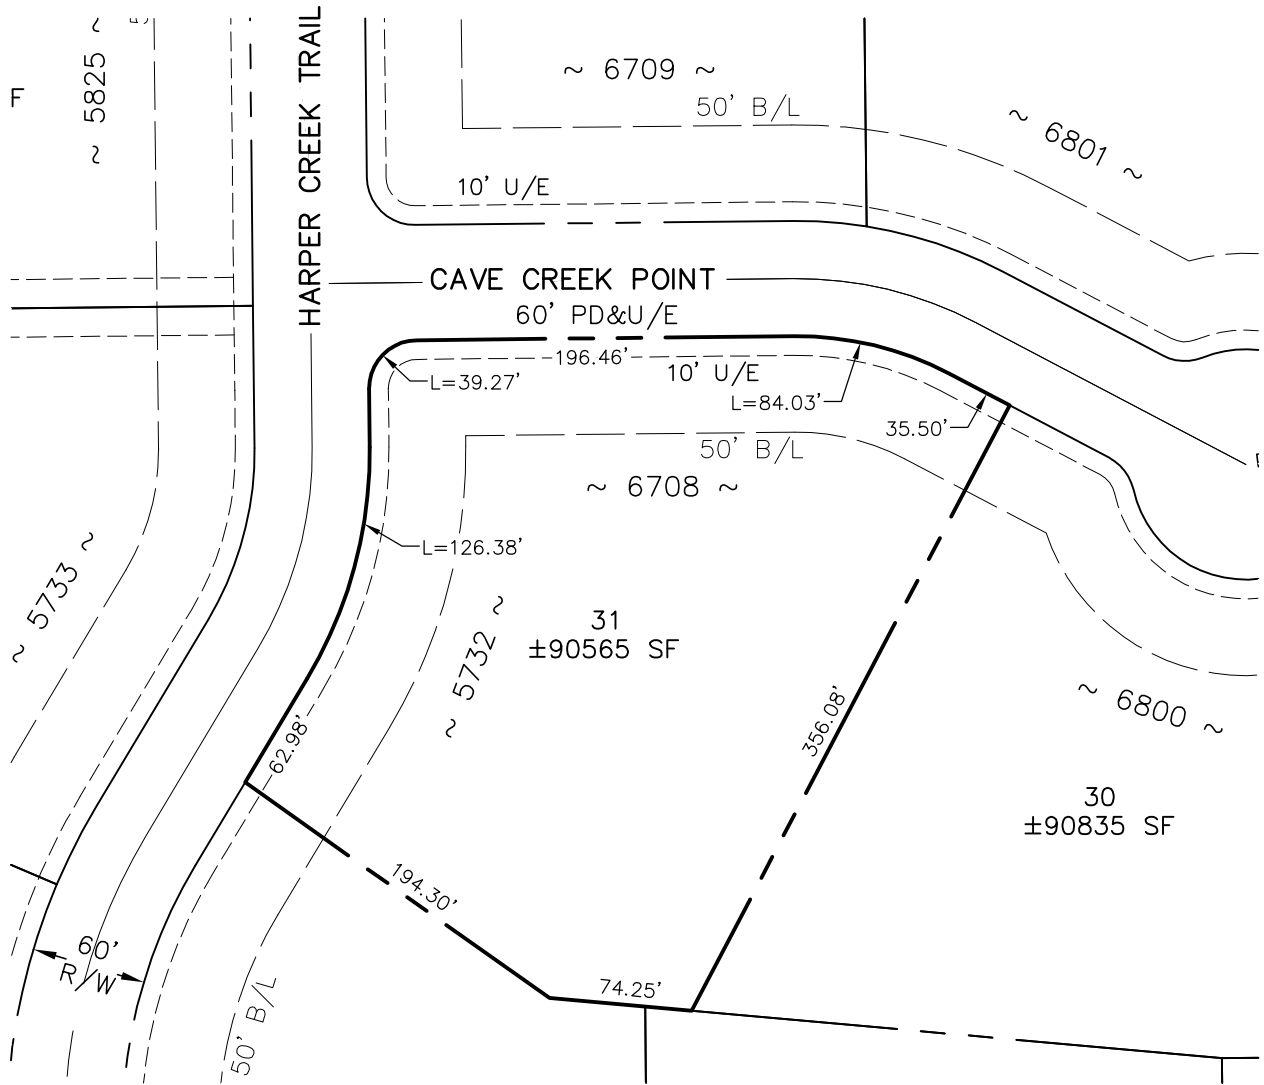 ~ 5825 ~
F
HARPER CREEK TRAIL
~ 6709 ~
50' B/L
~ 6801 ~
10' U/E
CAVE CREEK POINT
60' PD&U/E
196.46'
10' U/E
L=39.27'
L=84.03'
35.50'
50' B/L
~ 6708 ~
L=126.38'
~ 5733 ~
31
±90565 SF
~ 5732 ~
~ 6800 ~
356.08'
62.98'
30
±90835 SF
194.30'
60'
R/W
74.25'
50' B/L